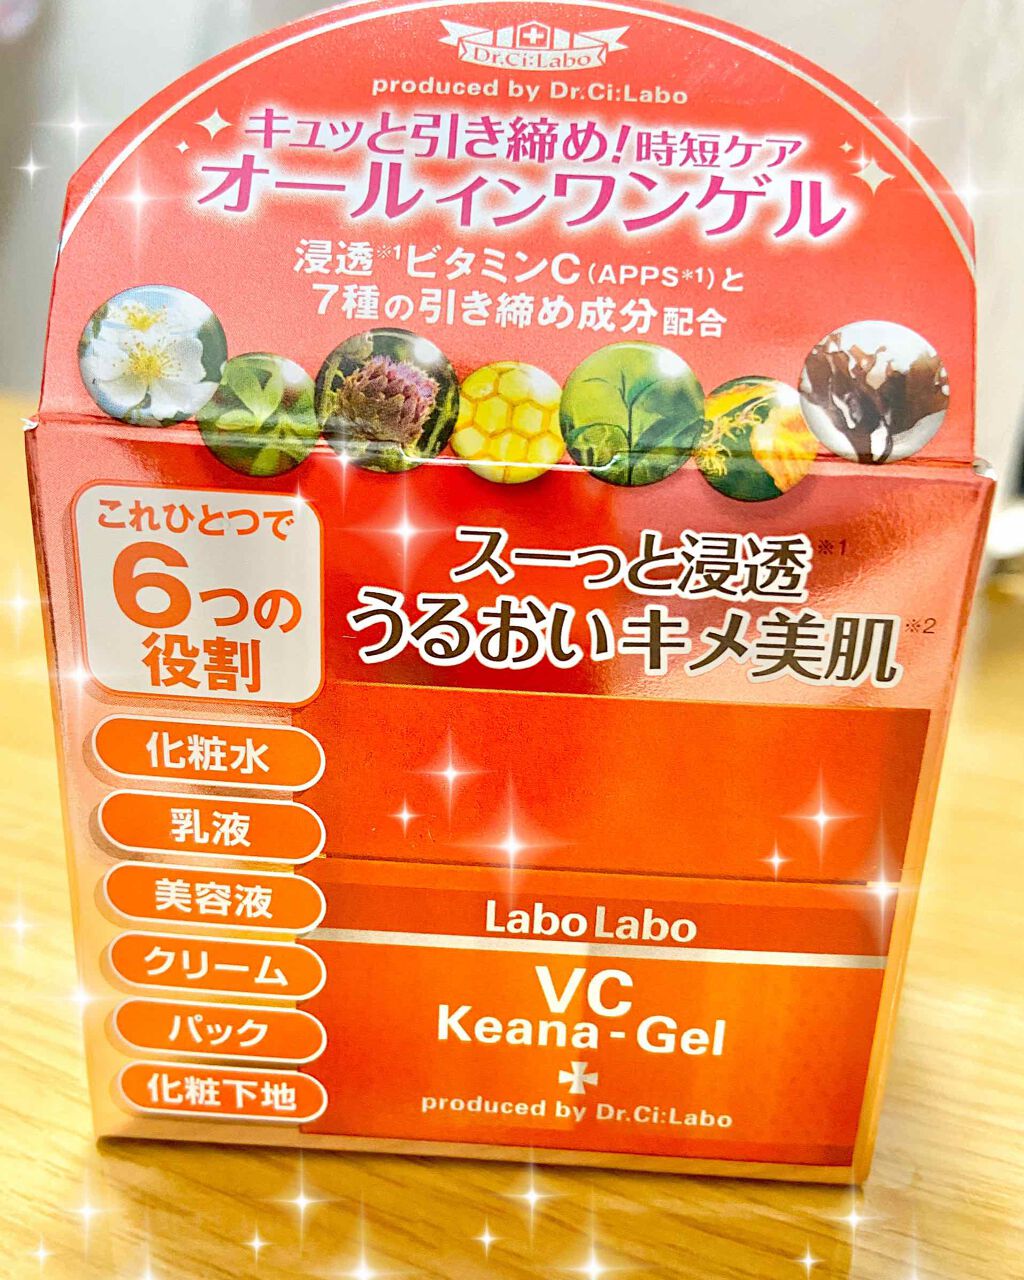 Dr.Ci:Labo
produced by Dr.Ci:Labo
キュッと引き締め!時短ケア
オールインワンゲル
浸透※1ビタミンC(APPS*1)と
7種の引き締め成分配合
これひとつで
6つの
役割
スーっと浸透※1
うるおいキメ美肌※2
化粧水
乳液
美容液
クリーム
パック
化粧下地
LaboLabo
VC
Keana-Gel
produced by Dr.Ci:Labo